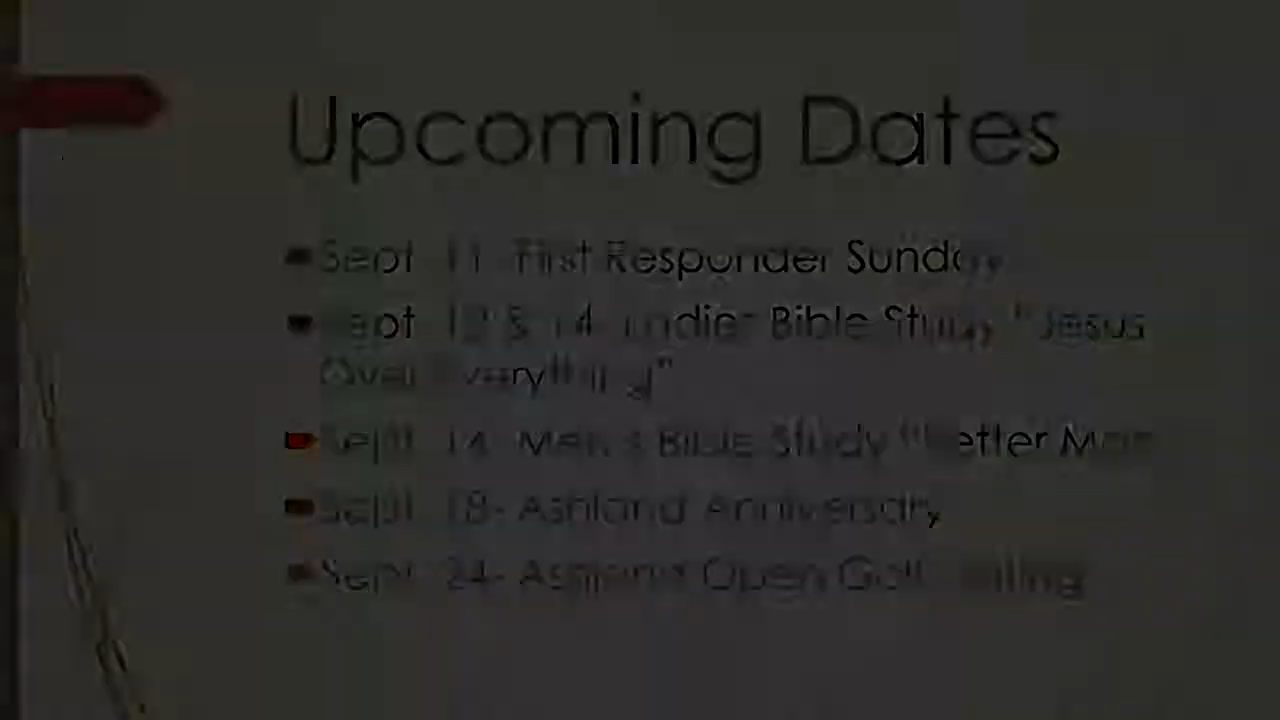 Upcoming Dates
Sept. 11- First Responder Sunday
Sept. 12 & 14- Ladies Bible Study "Jesus
Over Everything"
Sept. 14- Men's Bible Study "Better Man"
Sept. 18- Ashland Anniversary
Sept. 24- Ashland Open Golf Outing